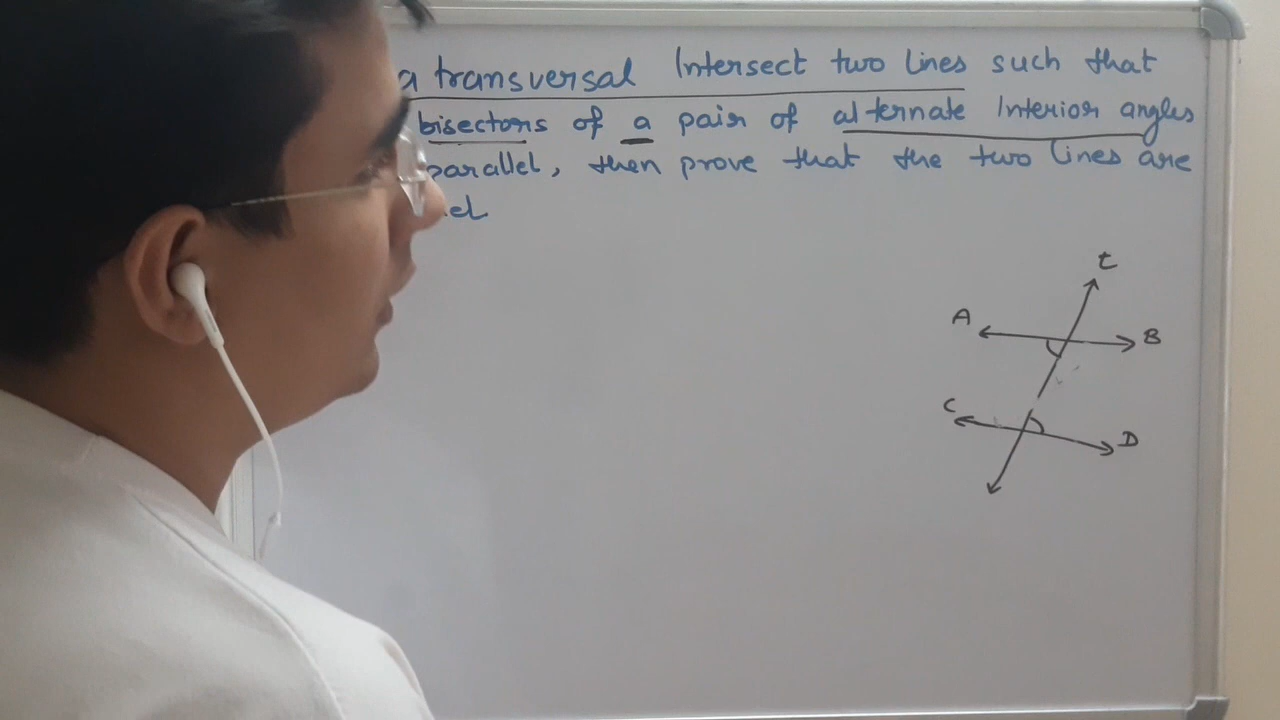 a transversal Intersect two lines such that
bisectors of a pair of alternate Interior angles
parallel, then prove that the two lines are
t
A
B
C
D